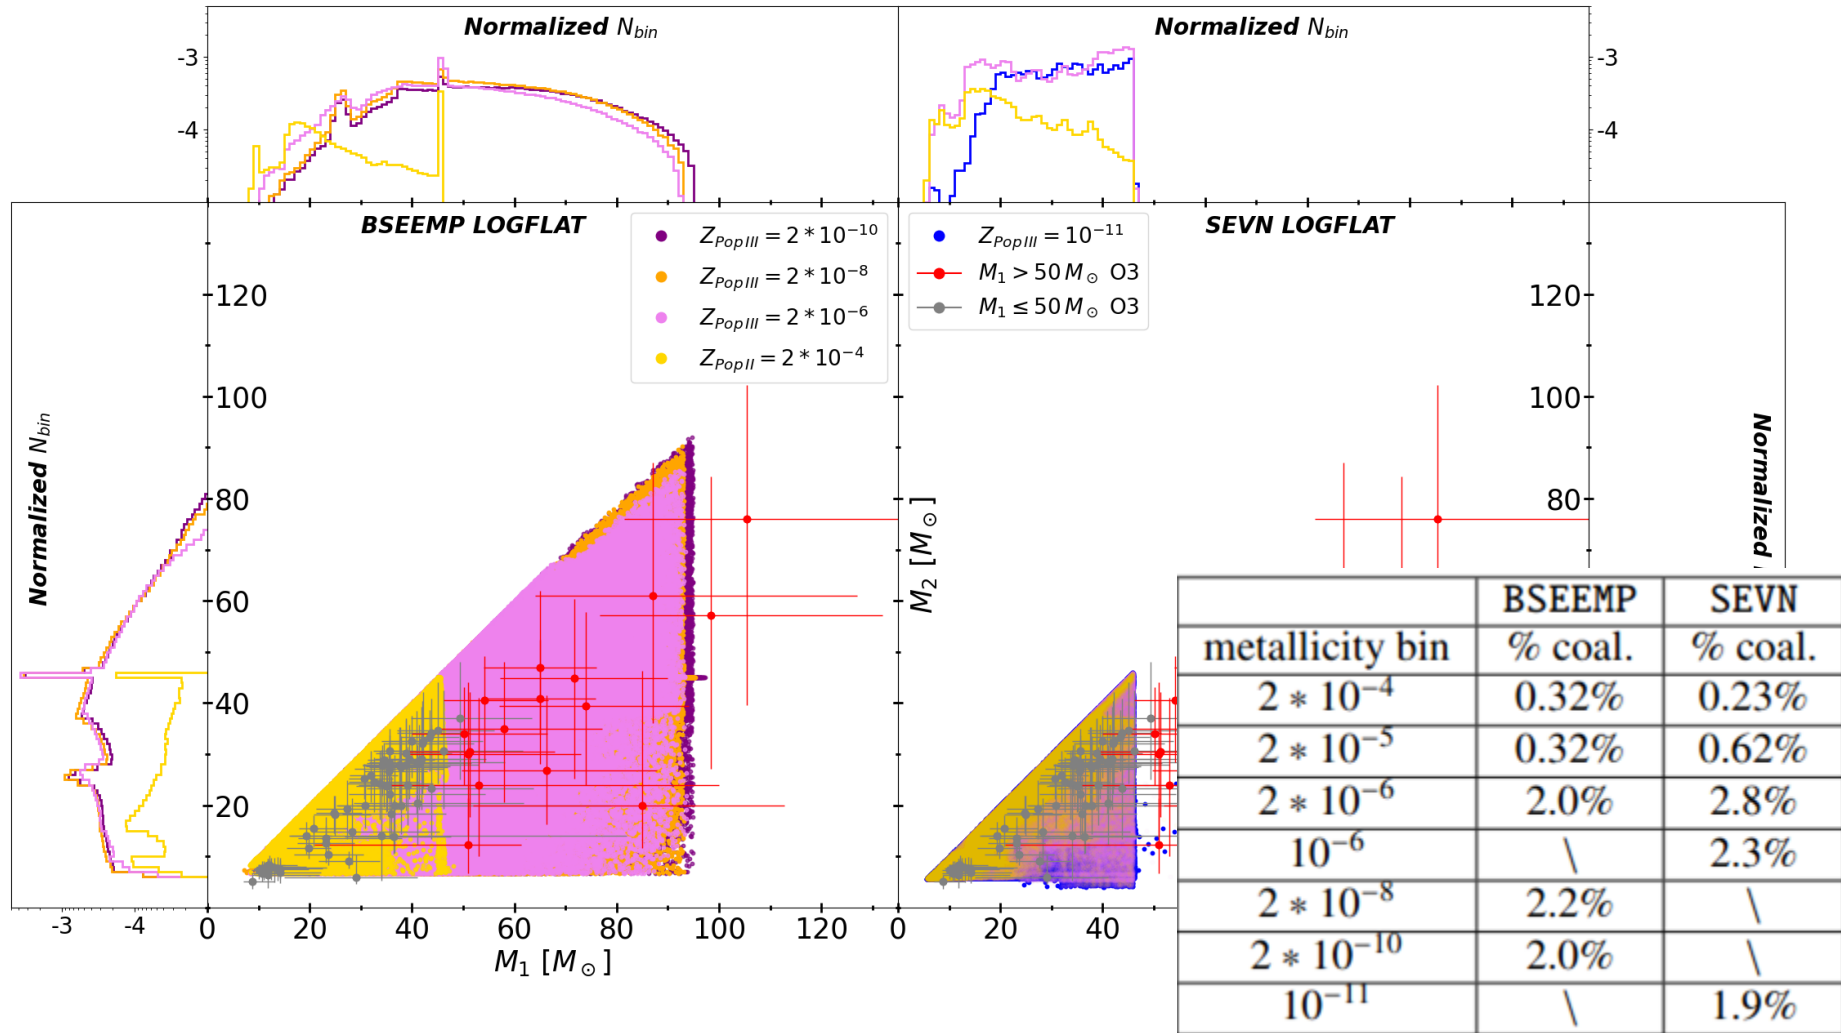 Normalized N_bin
Normalized N_bin
-3
-4
-3
-4
BSEEMP LOGFLAT
Z_PopIII = 2 * 10^−10
Z_PopIII = 2 * 10^−8
Z_PopIII = 2 * 10^−6
Z_PopII = 2 * 10^−4
SEVN LOGFLAT
Z_PopIII = 10^−11
M_1 > 50 M_⊙ O3
M_1 ≤ 50 M_⊙ O3
120
100
80
60
40
20
120
100
80
Normalized N_bin
M_2 [M_⊙]
Normalized
-3
-4
0
20
40
60
80
100
120
0
20
40
M_1 [M_⊙]
BSEEMP SEVN
metallicity bin % coal. % coal.
2 * 10^−4 0.32% 0.23%
2 * 10^−5 0.32% 0.62%
2 * 10^−6 2.0% 2.8%
10^−6 \ 2.3%
2 * 10^−8 2.2% \
2 * 10^−10 2.0% \
10^−11 \ 1.9%